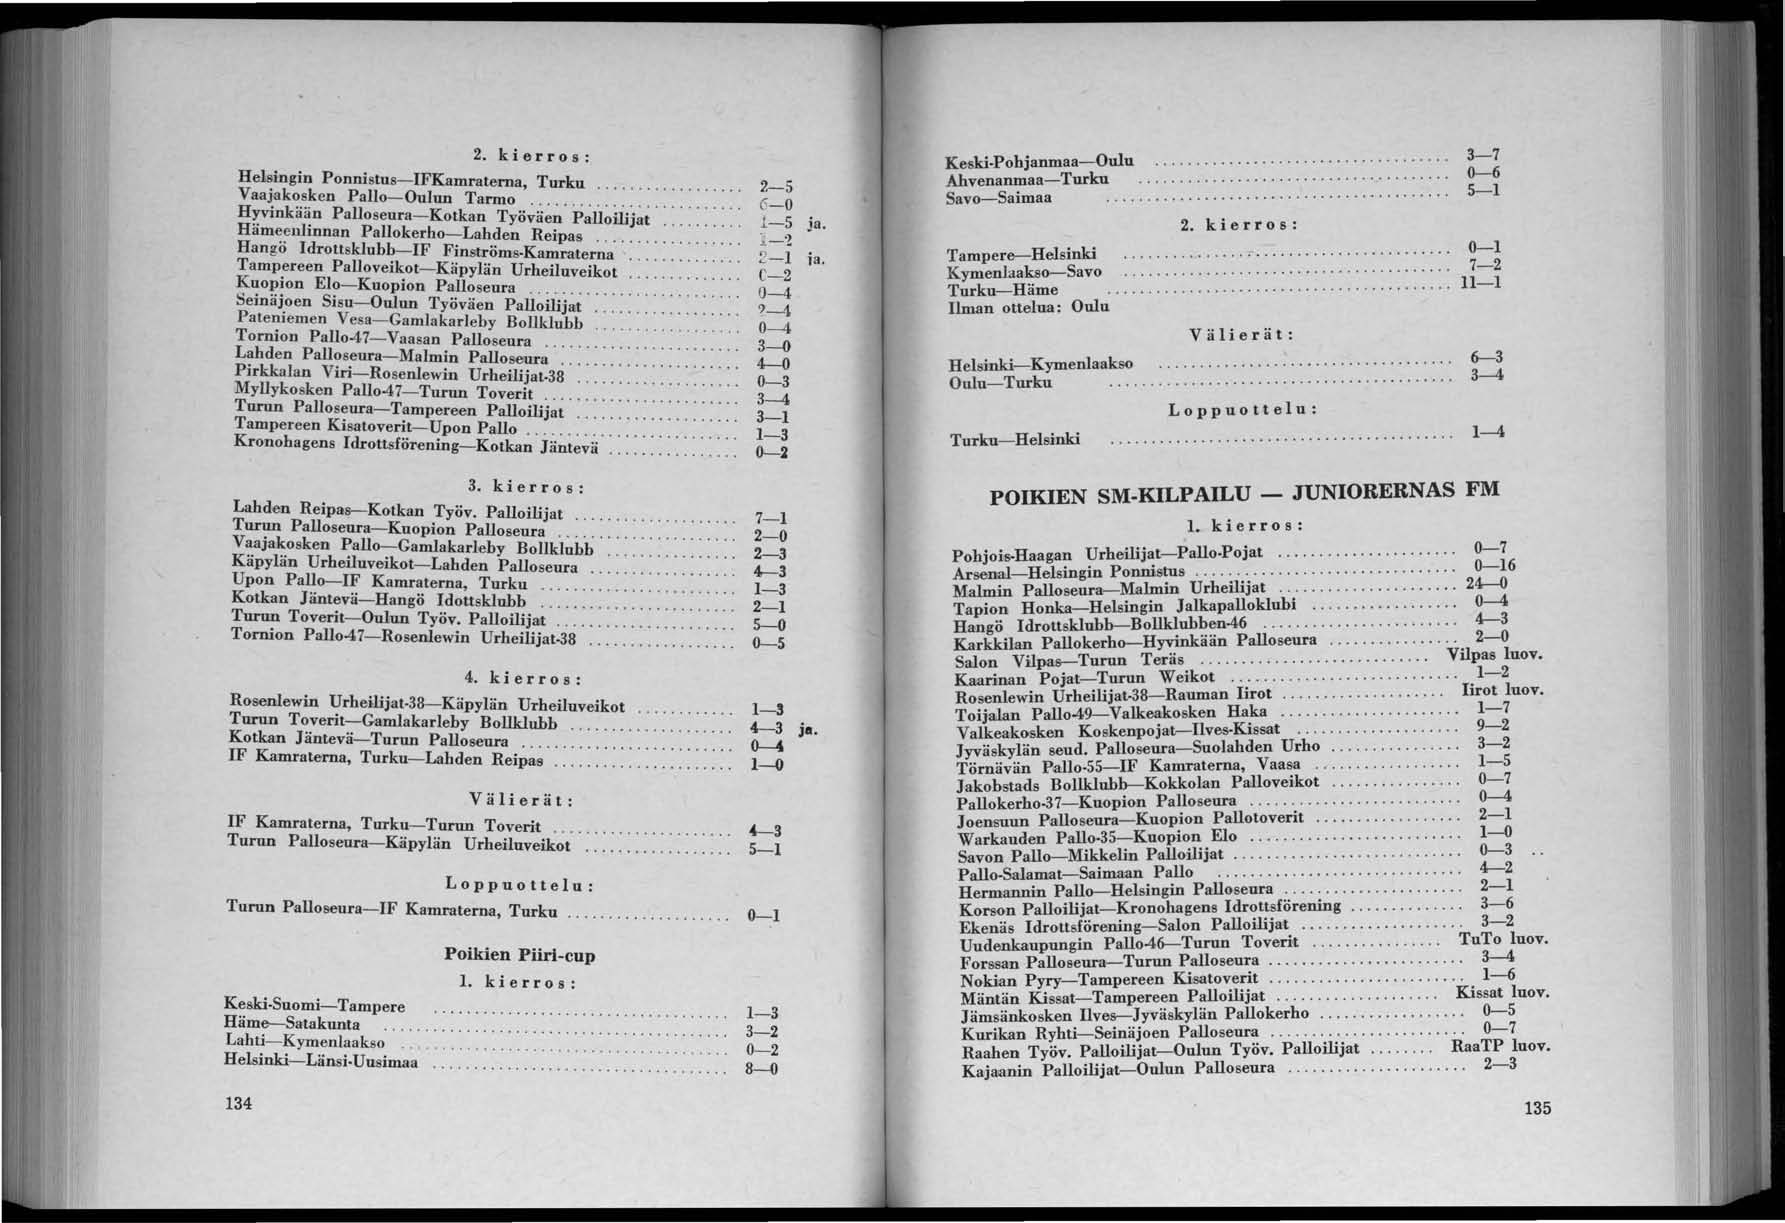 2. kierros:
Helsingin Ponnistus—IFKamraterna, Turku .................. 2—5
Vaajakosken Pallo—Oulun Tarmo .......................... 6—0
Hyvinkään Palloseura—Kotkan Työväen Palloilijat .......... 1—5 ja.
Hämeenlinnan Pallokerho—Lahden Reipas .................. 1—2
Hangö Idrottsklubb—IF Finströms-Kamraterna .............. 2—1 ja.
Tampereen Palloveikot—Käpylän Urheiluveikot .............. 0—2
Kuopion Elo—Kuopion Palloseura .......................... 0—4
Seinäjoen Sisu—Oulun Työväen Palloilijat .................. 2—4
Pateniemen Vesa—Gamlakarleby Bollklubb .................. 0—4
Tornion Pallo-47—Vaasan Palloseura ........................ 3—0
Lahden Palloseura—Malmin Palloseura ...................... 4—0
Pirkkalan Viri—Rosenlewin Urheilijat-38 .................... 0—3
Myllykosken Pallo-47—Turun Toverit ........................ 3—4
Turun Palloseura—Tampereen Palloilijat .................... 3—1
Tampereen Kisatoverit—Upon Pallo .......................... 1—3
Kronohagens Idrottsförening—Kotkan Jäntevä ................ 0—2
3. kierros:
Lahden Reipas—Kotkan Työv. Palloilijat .................... 7—1
Turun Palloseura—Kuopion Palloseura ...................... 2—0
Vaajakosken Pallo—Gamlakarleby Bollklubb ................ 2—3
Käpylän Urheiluveikot—Lahden Palloseura .................. 4—3
Upon Pallo—IF Kamraterna, Turku ........................ 1—3
Kotkan Jäntevä—Hangö Idottsklubb ........................ 2—1
Turun Toverit—Oulun Työv. Palloilijat ...................... 5—0
Tornion Pallo-47—Rosenlewin Urheilijat-38 .................. 0—5
4. kierros:
Rosenlewin Urheilijat-38—Käpylän Urheiluveikot ............ 1—3
Turun Toverit—Gamlakarleby Bollklubb .................... 4—3 ja.
Kotkan Jäntevä—Turun Palloseura .......................... 0—4
IF Kamraterna, Turku—Lahden Reipas ...................... 1—0
Välierät:
IF Kamraterna, Turku—Turun Toverit ...................... 4—3
Turun Palloseura—Käpylän Urheiluveikot .................. 5—1
Loppuottelu:
Turun Palloseura—IF Kamraterna, Turku .................... 0—1
Poikien Piiri-cup
1. kierros:
Keski-Suomi—Tampere .................................... 1—3
Häme—Satakunta .......................................... 3—2
Lahti—Kymenlaakso ........................................ 0—2
Helsinki—Länsi-Uusimaa .................................... 8—0
134
Keski-Pohjanmaa—Oulu .................................... 3—7
Ahvenanmaa—Turku ...................................... 0—6
Savo—Saimaa .......................................... 5—1
2. kierros:
Tampere—Helsinki ........................................ 0—1
Kymenlaakso—Savo ........................................ 7—2
Turku—Häme .......................................... 11—1
Ilman ottelua: Oulu
Välierät:
Helsinki—Kymenlaakso .................................... 6—3
Oulu—Turku .......................................... 3—4
Loppuottelu:
Turku—Helsinki .......................................... 1—4
POIKIEN SM-KILPAILU — JUNIORERNAS FM
1. kierros:
Pohjois-Haagan Urheilijat—Pallo-Pojat ...................... 0—7
Arsenal—Helsingin Ponnistus ................................ 0—16
Malmin Palloseura—Malmin Urheilijat ...................... 24—0
Tapion Honka—Helsingin Jalkapalloklubi .................. 0—4
Hangö Idrottsklubb—Bollklubben-46 ........................ 4—3
Karkkilan Pallokerho—Hyvinkään Palloseura ................ 2—0
Salon Vilpas—Turun Teräs ............................ Vilpas luov.
Kaarinan Pojat—Turun Weikot ............................ 1—2
Rosenlewin Urheilijat-38—Rauman Iirot .................... Iirot luov.
Toijalan Pallo-49—Valkeakosken Haka ...................... 1—7
Valkeakosken Koskenpojat—Ilves-Kissat .................... 9—2
Jyväskylän seud. Palloseura—Suolahden Urho ................ 3—2
Törnävän Pallo-55—IF Kamraterna, Vaasa .................. 1—5
Jakobstads Bollklubb—Kokkolan Palloveikot ................ 0—7
Pallokerho-37—Kuopion Palloseura .......................... 0—4
Joensuun Palloseura—Kuopion Pallotoverit .................. 2—1
Warkauden Pallo-35—Kuopion Elo .......................... 1—0
Savon Pallo—Mikkelin Palloilijat ............................ 0—3
Pallo-Salamat—Saimaan Pallo .............................. 4—2
Hermannin Pallo—Helsingin Palloseura ...................... 2—1
Korson Palloilijat—Kronohagens Idrottsförening .............. 3—6
Ekenäs Idrottsförening—Salon Palloilijat .................... 3—2
Uudenkaupungin Pallo-46—Turun Toverit ................ TuTo luov.
Forssan Palloseura—Turun Palloseura ........................ 3—4
Nokian Pyry—Tampereen Kisatoverit ........................ 1—6
Mäntän Kissat—Tampereen Palloilijat .................... Kissat luov.
Jämsänkosken Ilves—Jyväskylän Pallokerho .................. 0—5
Kurikan Ryhti—Seinäjoen Palloseura ........................ 0—7
Raahen Työv. Palloilijat—Oulun Työv. Palloilijat ........ RaaTP luov.
Kajaanin Palloilijat—Oulun Palloseura ...................... 2—3
135